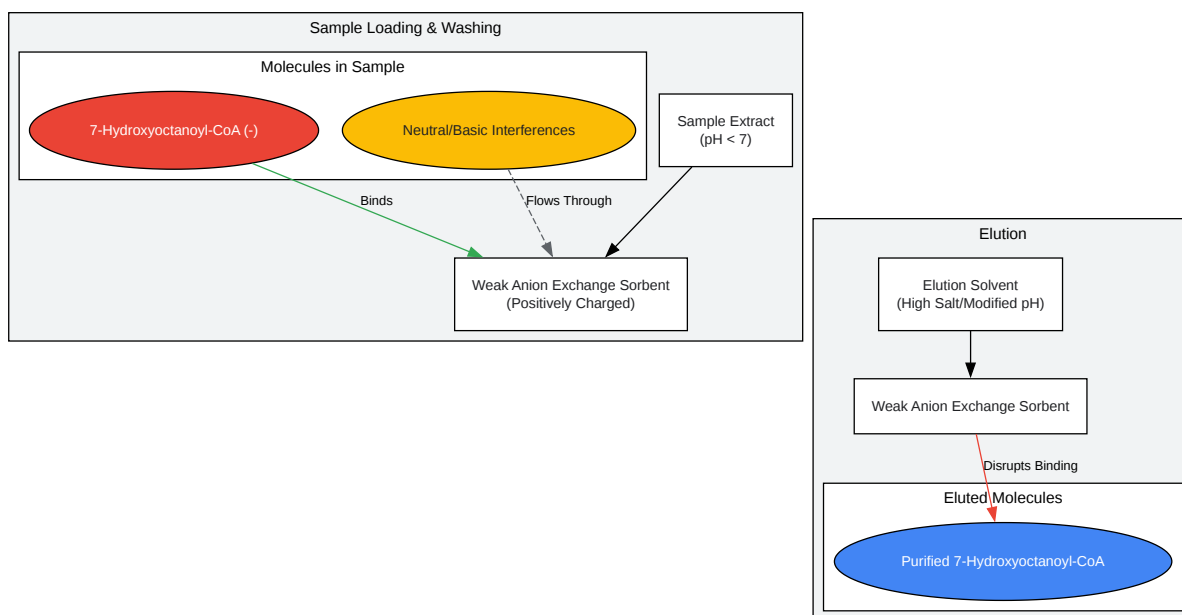 Sample Loading & Washing
Molecules in Sample
7-Hydroxyoctanoyl-CoA (-)
Neutral/Basic Interferences
Sample Extract
(pH < 7)
Binds
Flows Through
Weak Anion Exchange Sorbent
(Positively Charged)
Elution
Elution Solvent
(High Salt/Modified pH)
Weak Anion Exchange Sorbent
Disrupts Binding
Eluted Molecules
Purified 7-Hydroxyoctanoyl-CoA